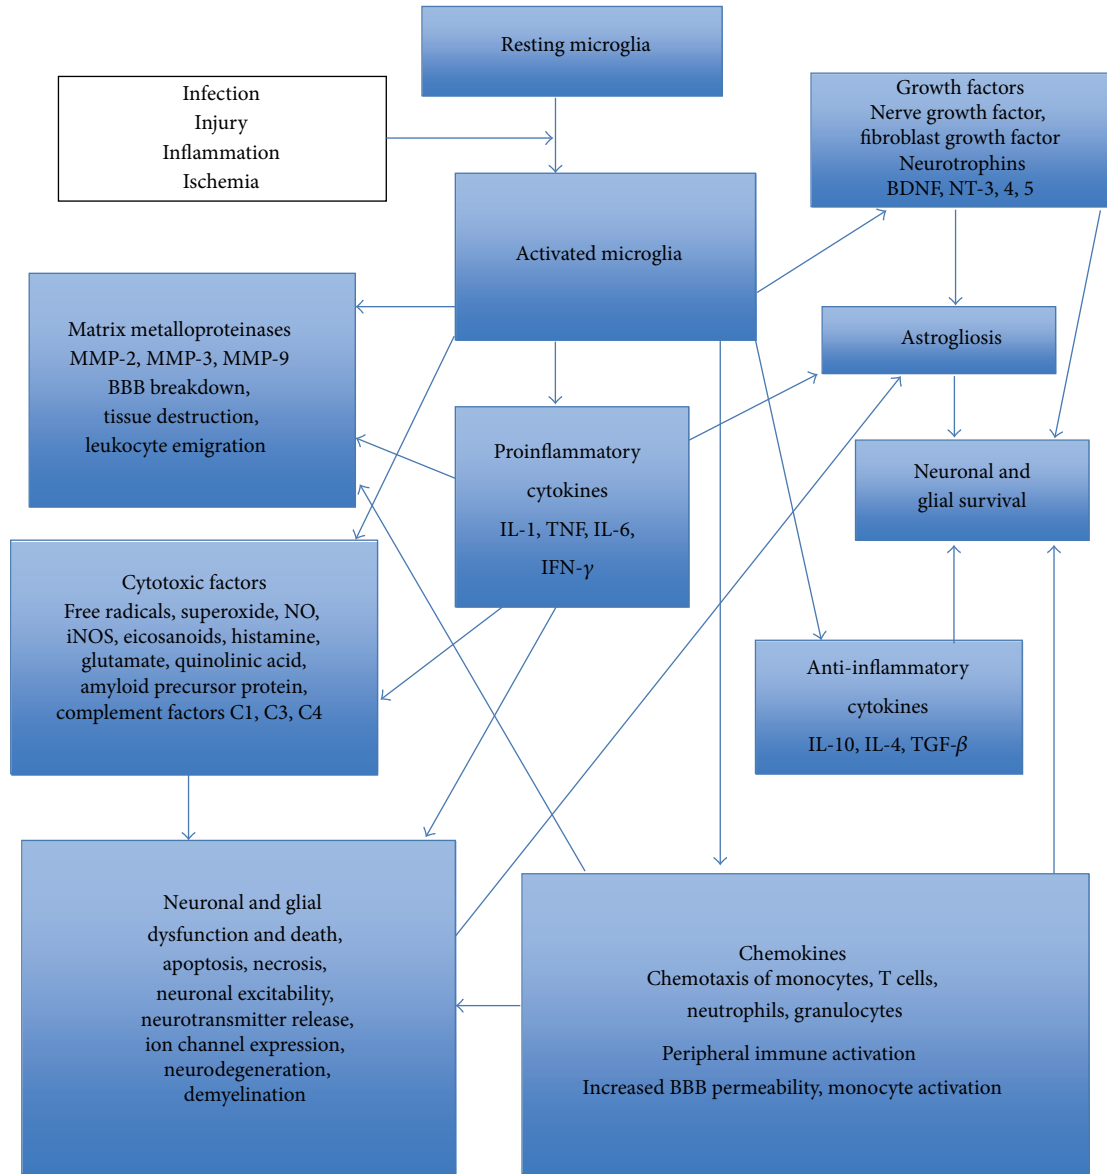 Resting microglia
Infection
Injury
Inflammation
Ischemia
Growth factors
Nerve growth factor,
fibroblast growth factor
Neurotrophins
BDNF, NT-3, 4, 5
Activated microglia
Matrix metalloproteinases
MMP-2, MMP-3, MMP-9
BBB breakdown,
tissue destruction,
leukocyte emigration
Astrogliosis
Proinflammatory
cytokines
IL-1, TNF, IL-6,
IFN-γ
Neuronal and
glial survival
Cytotoxic factors
Free radicals, superoxide, NO,
iNOS, eicosanoids, histamine,
glutamate, quinolinic acid,
amyloid precursor protein,
complement factors C1, C3, C4
Anti-inflammatory
cytokines
IL-10, IL-4, TGF-β
Neuronal and glial
dysfunction and death,
apoptosis, necrosis,
neuronal excitability,
neurotransmitter release,
ion channel expression,
neurodegeneration,
demyelination
Chemokines
Chemotaxis of monocytes, T cells,
neutrophils, granulocytes
Peripheral immune activation
Increased BBB permeability, monocyte activation